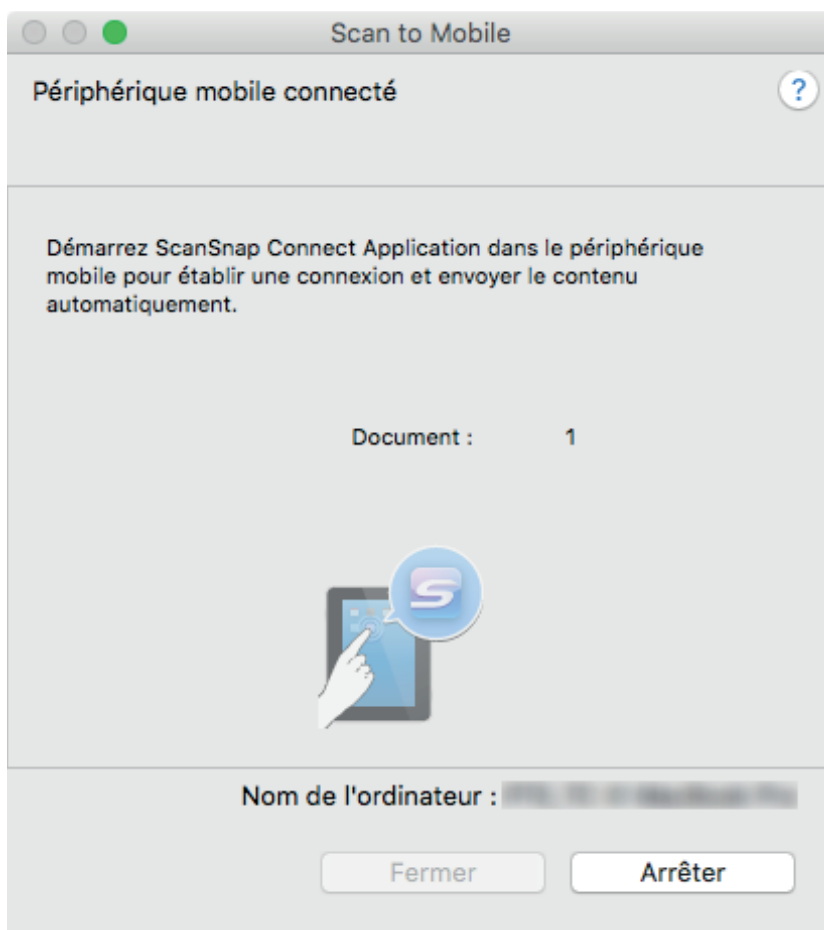 Scan to Mobile
Périphérique mobile connecté
?
Démarrez ScanSnap Connect Application dans le périphérique
mobile pour établir une connexion et envoyer le contenu
automatiquement.
Document : 1
S
Nom de l'ordinateur :
Fermer Arrêter